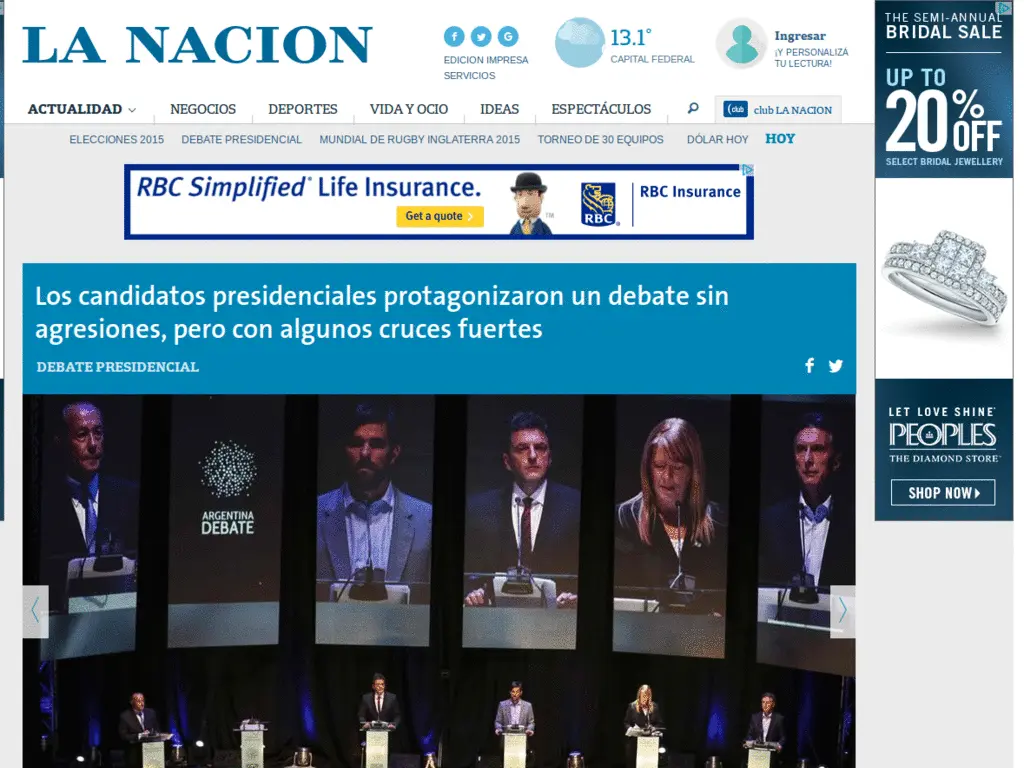 LA NACION
EDICION IMPRESA
SERVICIOS
13.1°
CAPITAL FEDERAL
Ingresar
¡Y PERSONALIZÁ
TU LECTURA!
ACTUALIDAD
NEGOCIOS
DEPORTES
VIDA Y OCIO
IDEAS
ESPECTÁCULOS
(club
club LA NACION
ELECCIONES 2015
DEBATE PRESIDENCIAL
MUNDIAL DE RUGBY INGLATERRA 2015
TORNEO DE 30 EQUIPOS
DÓLAR HOY
HOY
RBC Simplified® Life Insurance.
Get a quote
TM
RBC®
RBC Insurance
Los candidatos presidenciales protagonizaron un debate sin
agresiones, pero con algunos cruces fuertes
DEBATE PRESIDENCIAL
ARGENTINA
DEBATE
THE SEMI-ANNUAL
BRIDAL SALE
UP TO
20% OFF
SELECT BRIDAL JEWELLERY
LET LOVE SHINE®
PEOPLES
THE DIAMOND STORE™
SHOP NOW